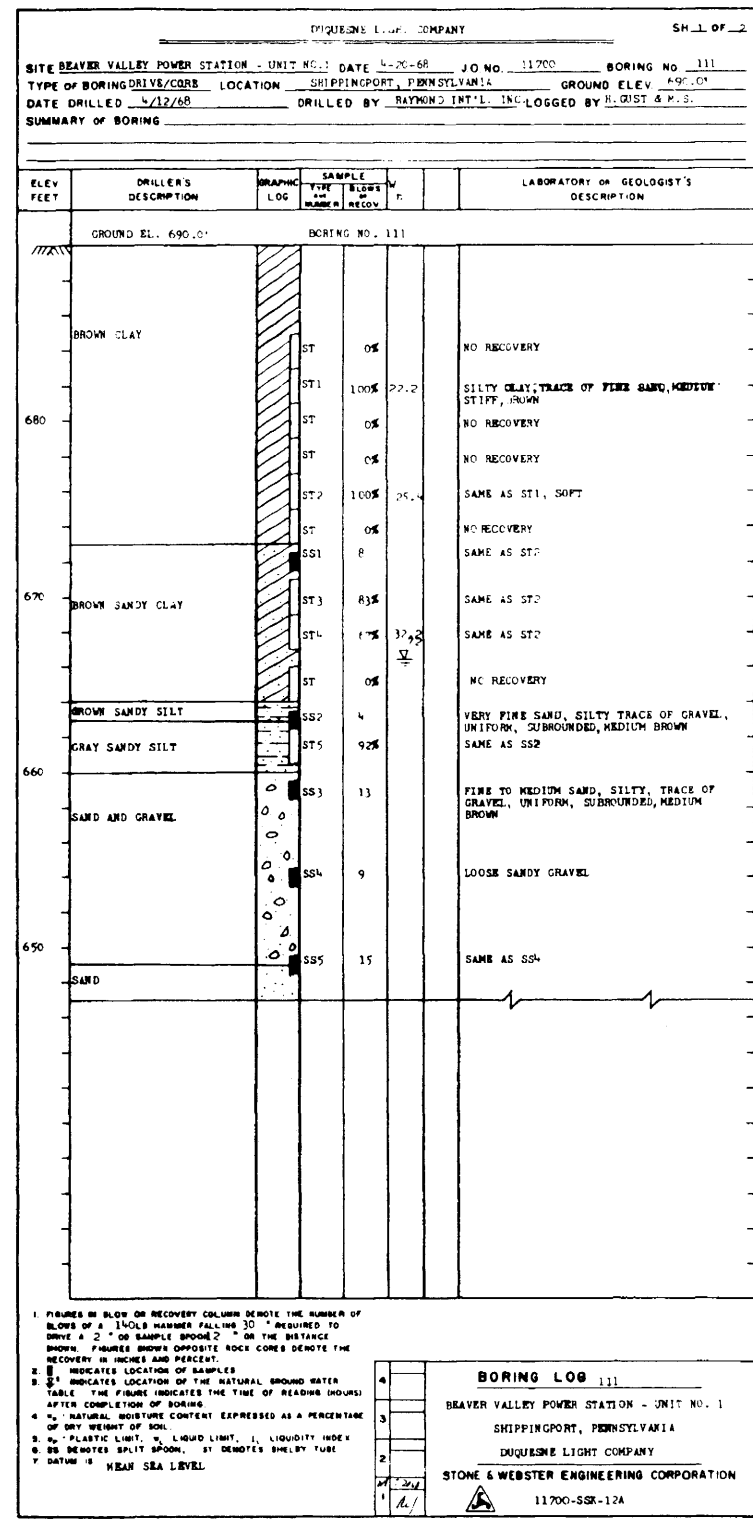 DUQUESNE LIGHT COMPANY SH 1 OF 2
SITE BEAVER VALLEY POWER STATION - UNIT NO.1 DATE 4-20-68 J O NO. 11700 BORING NO 111
TYPE OF BORING DRIVE/CORE LOCATION SHIPPINGPORT, PENNSYLVANIA GROUND ELEV. 690.0'
DATE DRILLED 4/12/68 DRILLED BY RAYMOND INT'L. INC. LOGGED BY H. GUST &
SUMMARY OF BORING
ELEV FEET
DRILLER'S DESCRIPTION
GRAPHIC LOG
SAMPLE
TYPE AND NUMBER
BLOWS OR RECOV
W
LABORATORY OR GEOLOGIST'S DESCRIPTION
GROUND EL. 690.0' BORING NO. 111
BROWN CLAY
ST 0% NO RECOVERY
ST1 100% 22.2 SILTY CLAY, TRACE OF FINE SAND, MEDIUM
STIFF, BROWN
680 ST 0% NO RECOVERY
ST 0% NO RECOVERY
ST2 100% 25.4 SAME AS ST1, SOFT
ST 0% NO RECOVERY
SS1 8 SAME AS ST2
670 BROWN SANDY CLAY ST3 83% SAME AS ST2
ST4 67% SAME AS ST2
ST 0% NO RECOVERY
BROWN SANDY SILT SS2 4 VERY FINE SAND, SILTY TRACE OF GRAVEL,
UNIFORM, SUBROUNDED, MEDIUM BROWN
GRAY SANDY SILT ST5 92% SAME AS SS2
660
SS3 13 FINE TO MEDIUM SAND, SILTY, TRACE OF
GRAVEL, UNIFORM, SUBROUNDED, MEDIUM
BROWN
SAND AND GRAVEL
SS4 9 LOOSE SANDY GRAVEL
650 SS5 15 SAME AS SS4
SAND
1. FIGURES IN BLOW OR RECOVERY COLUMN DENOTE THE NUMBER OF
BLOWS OF A 140LB HAMMER FALLING 30 " REQUIRED TO
DRIVE A 2 " OD SAMPLE SPOON 12 " OR THE DISTANCE
SHOWN. FIGURES SHOWN OPPOSITE ROCK CORES DENOTE THE
RECOVERY IN INCHES AND PERCENT.
2. INDICATES LOCATION OF SAMPLES
3. INDICATES LOCATION OF THE NATURAL GROUND WATER
TABLE THE FIGURE INDICATES THE TIME OF READING (HOURS)
AFTER COMPLETION OF BORING.
4 NATURAL MOISTURE CONTENT EXPRESSED AS A PERCENTAGE
OF DRY WEIGHT OF SOIL.
5. PLASTIC LIMIT, LIQUID LIMIT, LIQUIDITY INDEX
6. SS DENOTES SPLIT SPOON, ST DENOTES SHELBY TUBE
7 DATUM IS MEAN SEA LEVEL
4
3
2
1
BORING LOG 111
BEAVER VALLEY POWER STATION - UNIT NO. 1
SHIPPINGPORT, PENNSYLVANIA
DUQUESNE LIGHT COMPANY
STONE & WEBSTER ENGINEERING CORPORATION
11700-SSK-12A